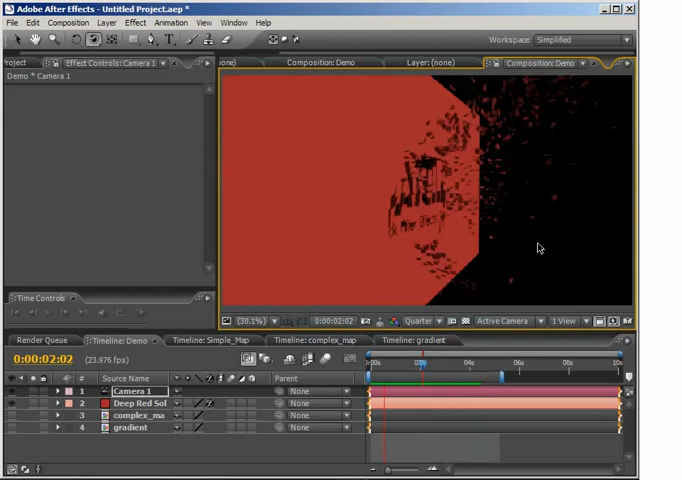 Adobe After Effects - Untitled Project.aep *
File Edit Composition Layer Effect Animation View Window Help
Workspace: Simplified
Project Effect Controls: Camera 1 Composition: Demo Layer: (none) Composition: Demo
Demo * Camera 1
Time Controls
(30.1%) 0:00:02:02 Quarter Active Camera 1 View
Render Queue Timeline: Demo Timeline: Simple_Map Timeline: complex_map Timeline: gradient
0:00:02:02 (23.976 fps)
04s 06s 08s 10s
# Source Name Parent
1 Camera 1 None
2 Deep Red Sol None
3 complex_ma None
4 gradient None